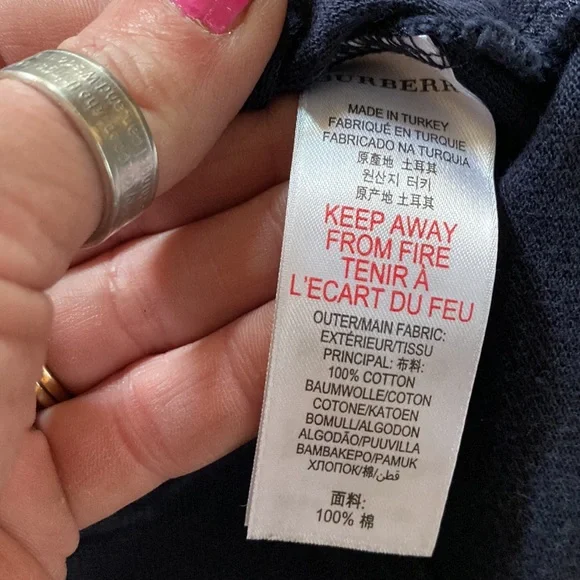 BURBERR
MADE IN TURKEY
FABRIQUÉ EN TURQUIE
FABRICADO NA TURQUIA
原產地 土耳其
원산지 터키
原产地 土耳其
KEEP AWAY
FROM FIRE
TENIR À
L'ECART DU FEU
OUTER/MAIN FABRIC:
EXTÉRIEUR/TISSU
PRINCIPAL: 布料:
100% COTTON
BAUMWOLLE/COTON
COTONE/KATOEN
BOMULL/ALGODON
ALGODÃO/PUUVILLA
ΒΑΜΒΑΚΕΡΟ/PAMUK
ХЛОПОК/棉/قطن
面料:
100% 棉